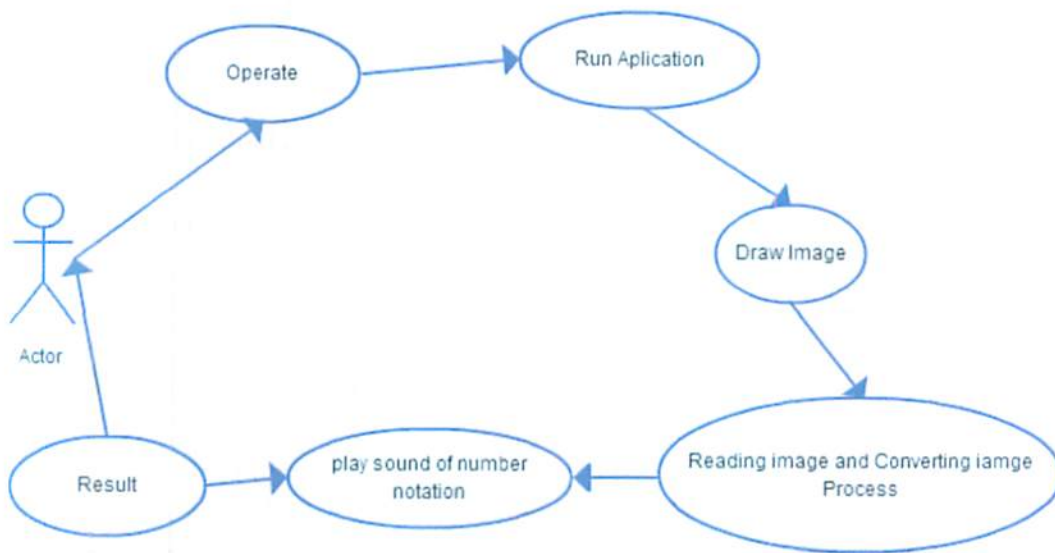 Operate
Run Aplication
Draw Image
Actor
Reading image and Converting iamge
Process
play sound of number
notation
Result